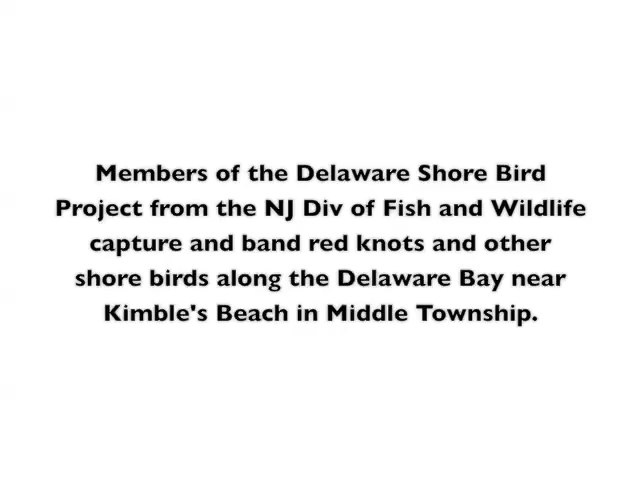 Members of the Delaware Shore Bird
Project from the NJ Div of Fish and Wildlife
capture and band red knots and other
shore birds along the Delaware Bay near
Kimble's Beach in Middle Township.